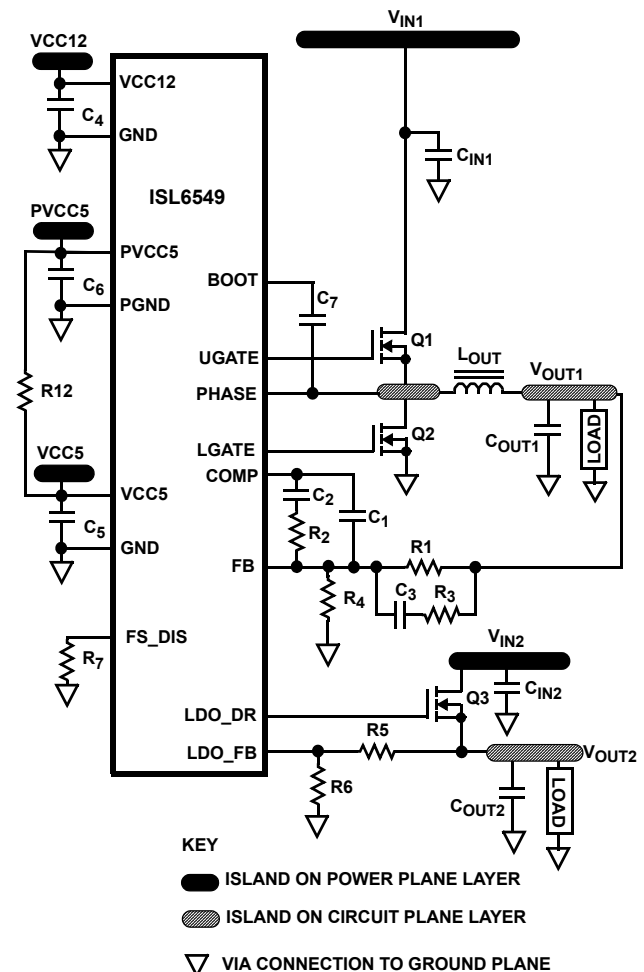 VIN1
VCC12
VCC12
C4
GND
CIN1
ISL6549
PVCC5
PVCC5
C6
PGND
BOOT
C7
Q1
UGATE
LOUT
VOUT1
PHASE
R12
Q2
COUT1
LOAD
LGATE
VCC5
COMP
VCC5
C2
C1
R2
C5
GND
FB
R1
R4
C3
R3
FS_DIS
R7
VIN2
CIN2
Q3
LDO_DR
R5
LDO_FB
VOUT2
R6
COUT2
LOAD
KEY
ISLAND ON POWER PLANE LAYER
ISLAND ON CIRCUIT PLANE LAYER
VIA CONNECTION TO GROUND PLANE